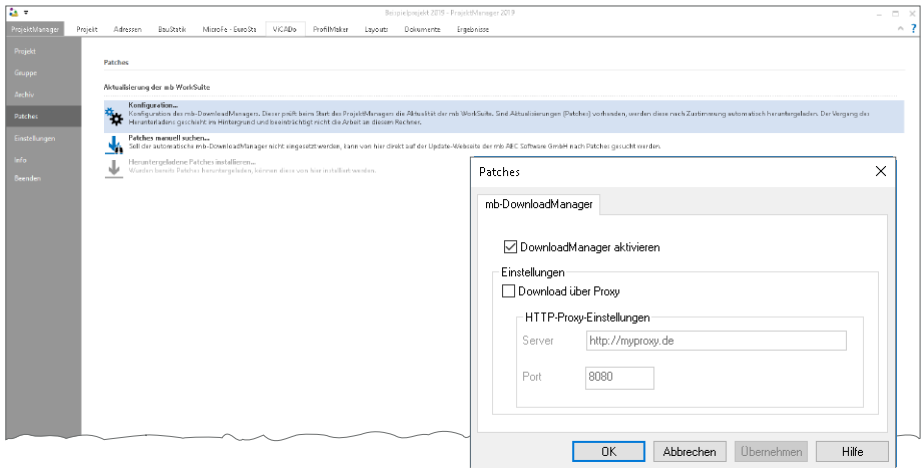 Beispielprojekt 2019 - ProjektManager 2019
ProjektManager Projekt Adressen BauStatik MicroFe - EuroSta ViCADo ProfilMaker Layouts Dokumente Ergebnisse ?
Projekt
Gruppe
Archiv
Patches
Einstellungen
Info
Beenden
Patches
Aktualisierung der mb WorkSuite
Konfiguration...
Konfiguration des mb-DownloadManagers. Dieser prüft beim Start des ProjektManagers die Aktualität der mb WorkSuite. Sind Aktualisierungen (Patches) vorhanden, werden diese nach Zustimmung automatisch heruntergeladen. Der Vorgang des
Herunterladens geschieht im Hintergrund und beeinträchtigt nicht die Arbeit an diesem Rechner.
Patches manuell suchen...
Soll der automatische mb-DownloadManager nicht eingesetzt werden, kann von hier direkt auf der Update-Webseite der mb AEC Software GmbH nach Patches gesucht werden.
Heruntergeladene Patches installieren...
Wurden bereits Patches heruntergeladen, können diese von hier installiert werden.
Patches
mb-DownloadManager
DownloadManager aktivieren
Einstellungen
Download über Proxy
HTTP-Proxy-Einstellungen
Server http://myproxy.de
Port 8080
OK Abbrechen Übernehmen Hilfe